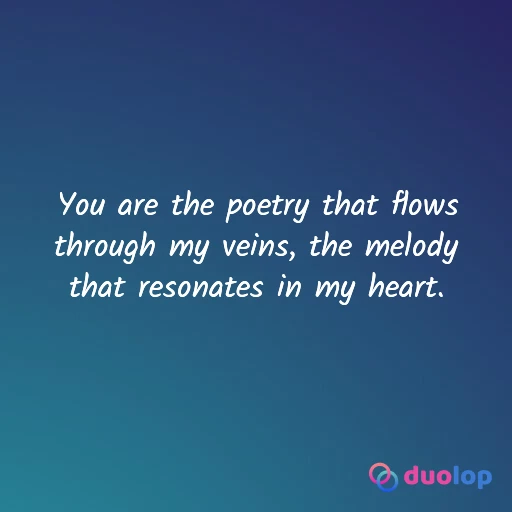 You are the poetry that flows
through my veins, the melody
that resonates in my heart.
duolop